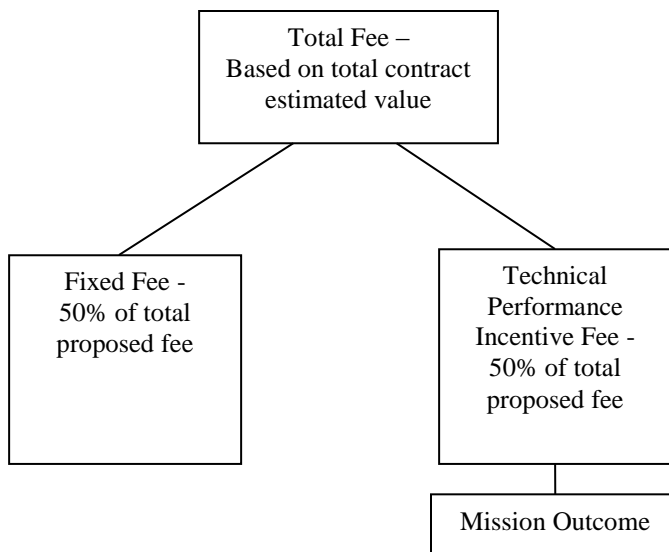 Total Fee –
Based on total contract
estimated value
Fixed Fee -
50% of total
proposed fee
Technical
Performance
Incentive Fee -
50% of total
proposed fee
Mission Outcome